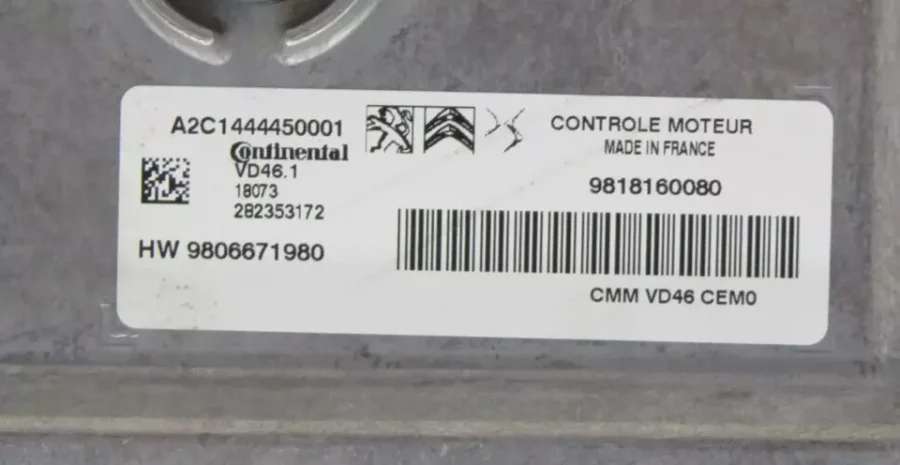 A2C1444450001
Continental
VD46.1
18073
282353172
HW 9806671980
CONTROLE MOTEUR
MADE IN FRANCE
9818160080
CMM VD46 CEM0